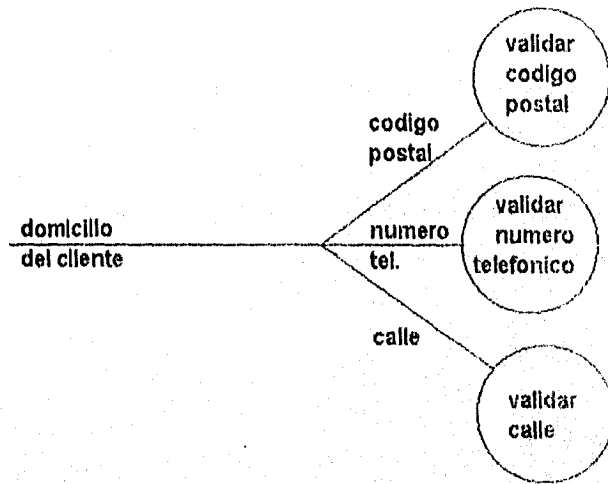 validar
codigo
postal
codigo
postal
domicilio
del cliente
numero
tel.
validar
numero
telefonico
calle
validar
calle